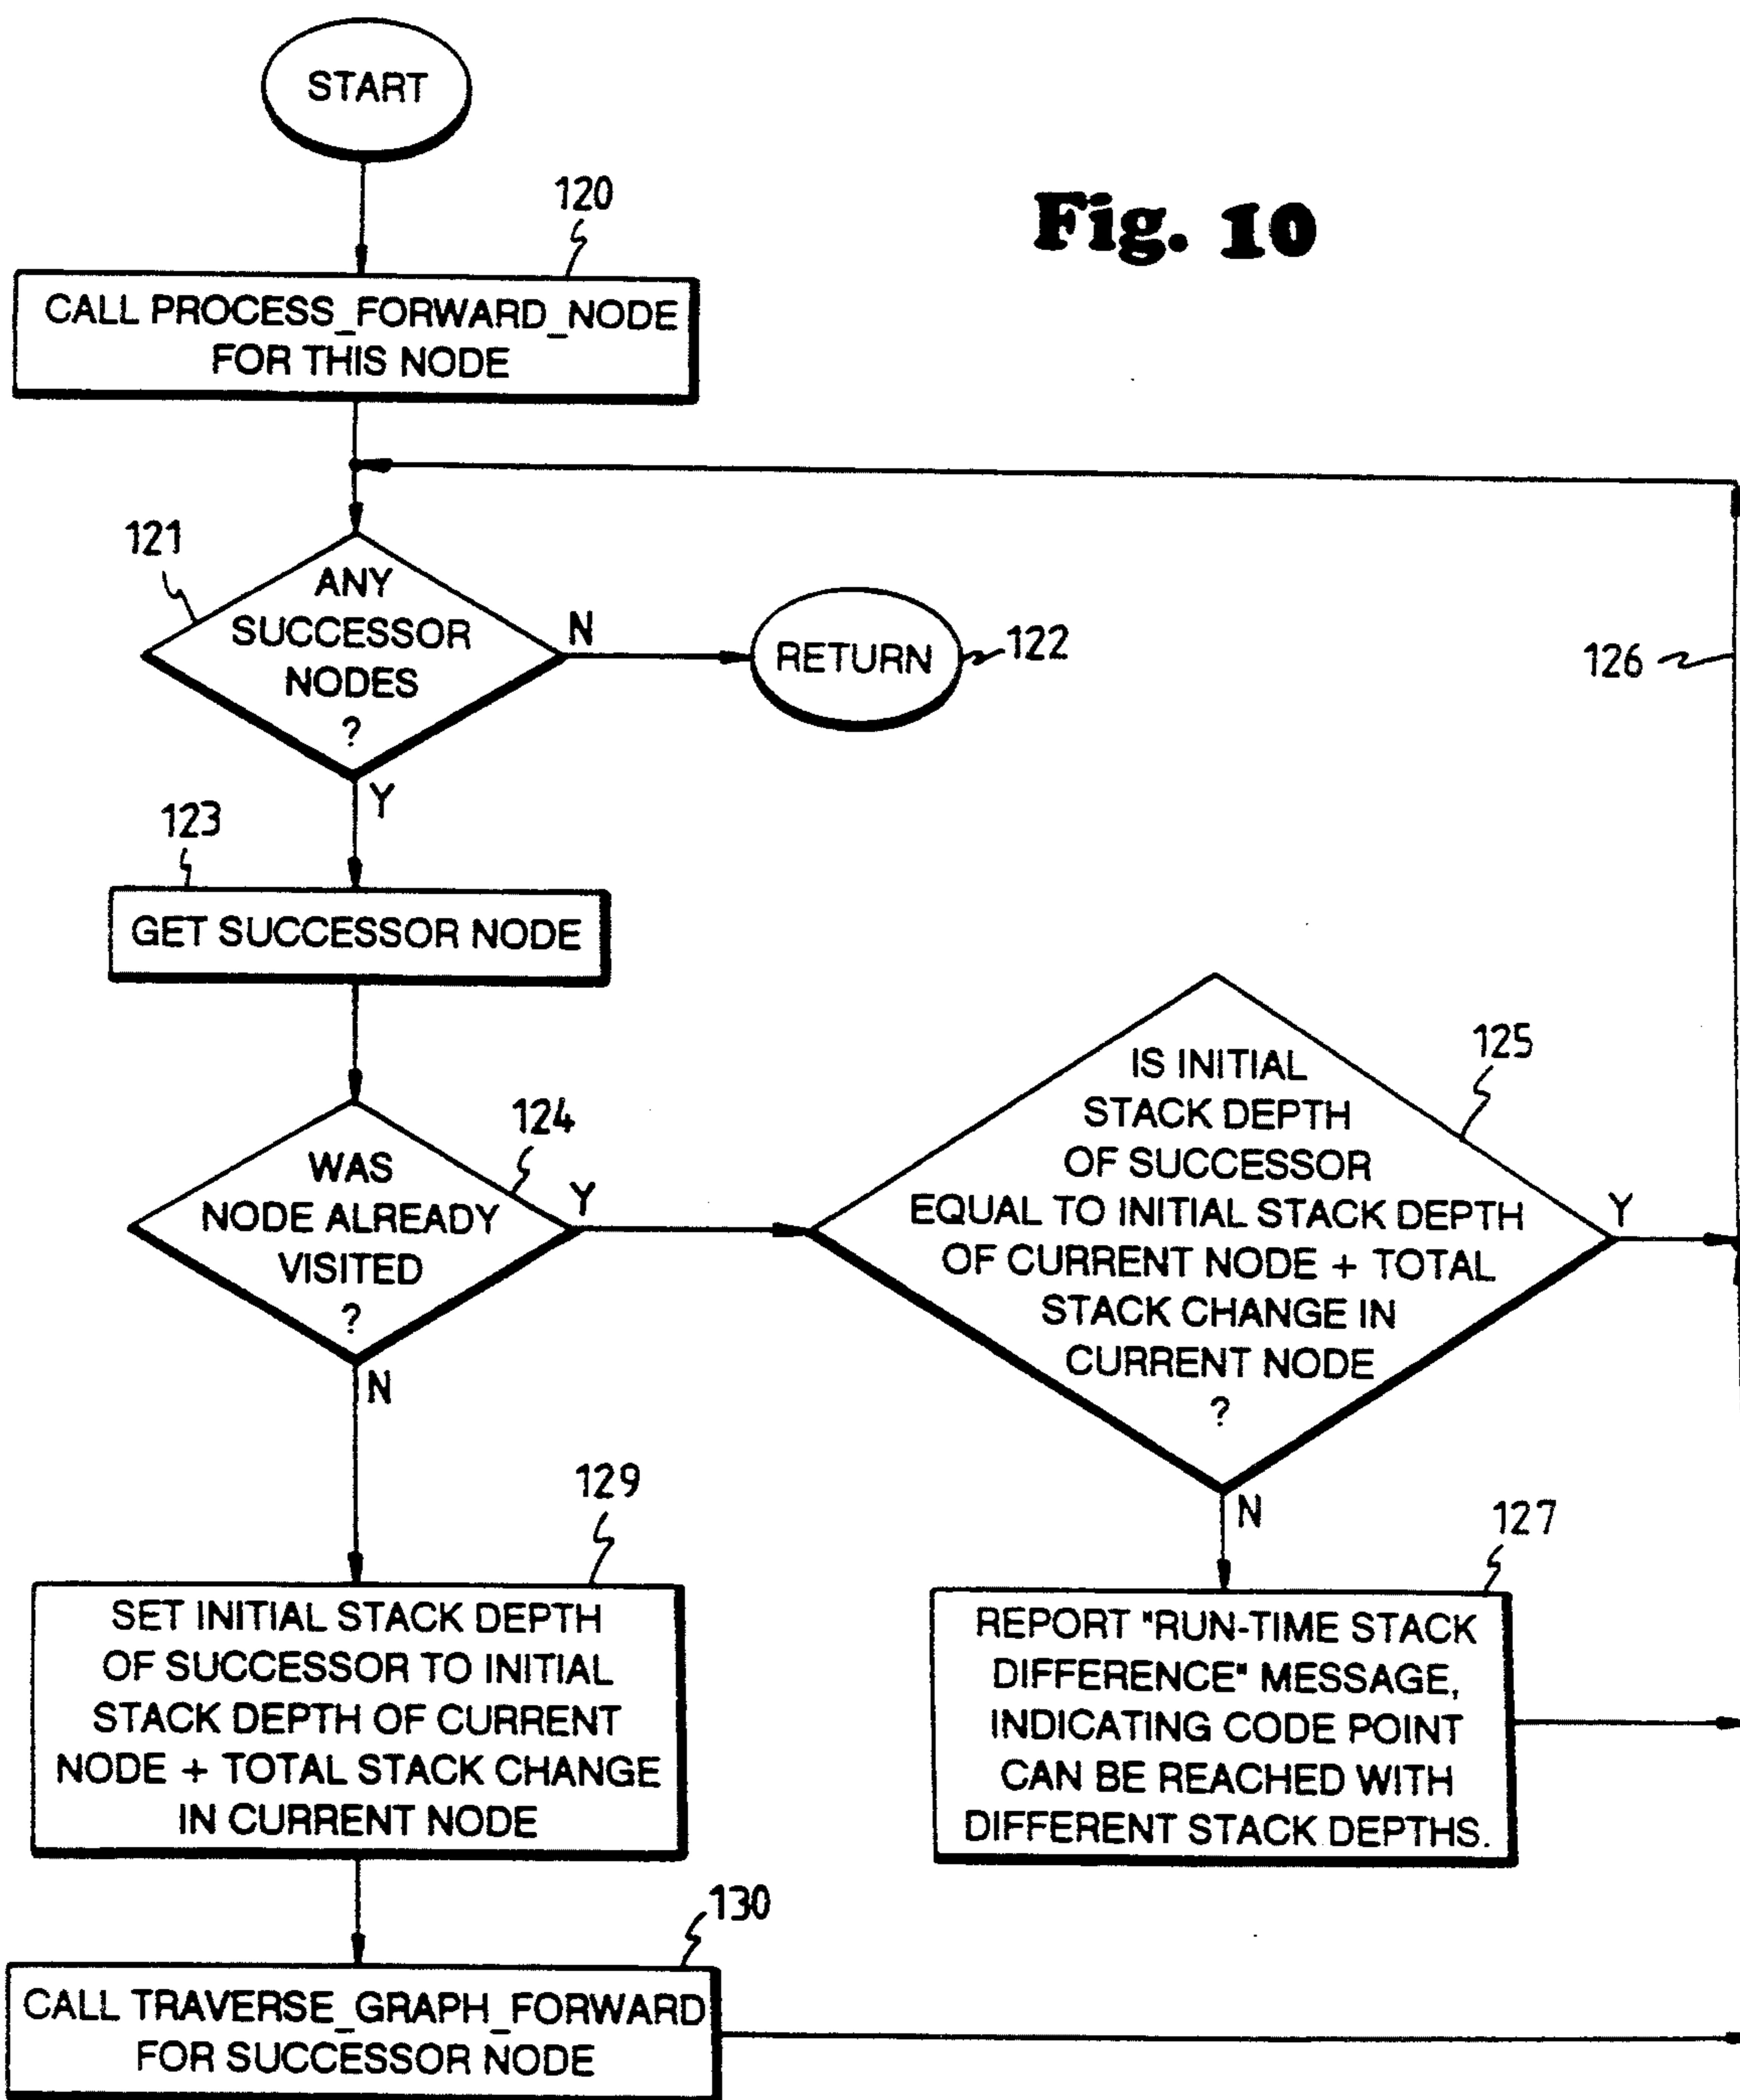 START
Fig. 10
120
CALL PROCESS_FORWARD_NODE
FOR THIS NODE
121
ANY
SUCCESSOR
NODES
?
N
RETURN
122
126
Y
123
GET SUCCESSOR NODE
124
WAS
NODE ALREADY
VISITED
?
Y
N
125
IS INITIAL
STACK DEPTH
OF SUCCESSOR
EQUAL TO INITIAL STACK DEPTH
OF CURRENT NODE + TOTAL
STACK CHANGE IN
CURRENT NODE
?
Y
N
129
SET INITIAL STACK DEPTH
OF SUCCESSOR TO INITIAL
STACK DEPTH OF CURRENT
NODE + TOTAL STACK CHANGE
IN CURRENT NODE
127
REPORT "RUN-TIME STACK
DIFFERENCE" MESSAGE,
INDICATING CODE POINT
CAN BE REACHED WITH
DIFFERENT STACK DEPTHS.
130
CALL TRAVERSE_GRAPH_FORWARD
FOR SUCCESSOR NODE